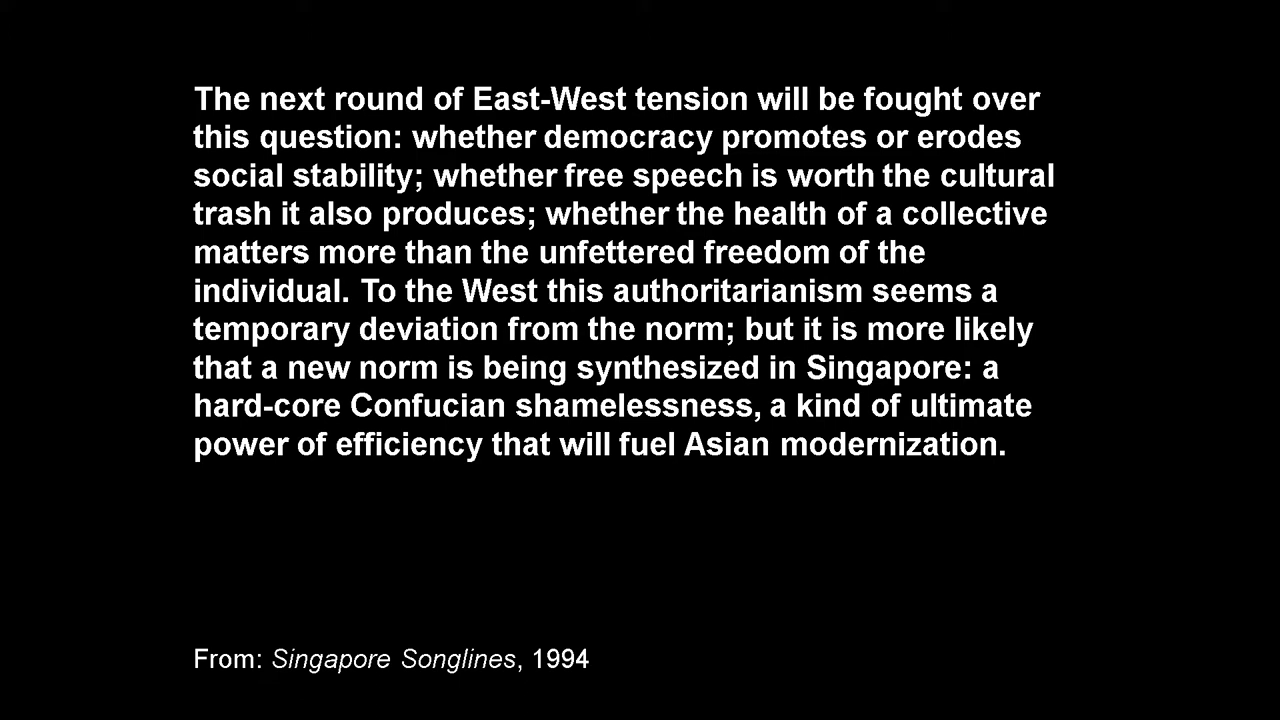 The next round of East-West tension will be fought over
this question: whether democracy promotes or erodes
social stability; whether free speech is worth the cultural
trash it also produces; whether the health of a collective
matters more than the unfettered freedom of the
individual. To the West this authoritarianism seems a
temporary deviation from the norm; but it is more likely
that a new norm is being synthesized in Singapore: a
hard-core Confucian shamelessness, a kind of ultimate
power of efficiency that will fuel Asian modernization.
From: Singapore Songlines, 1994